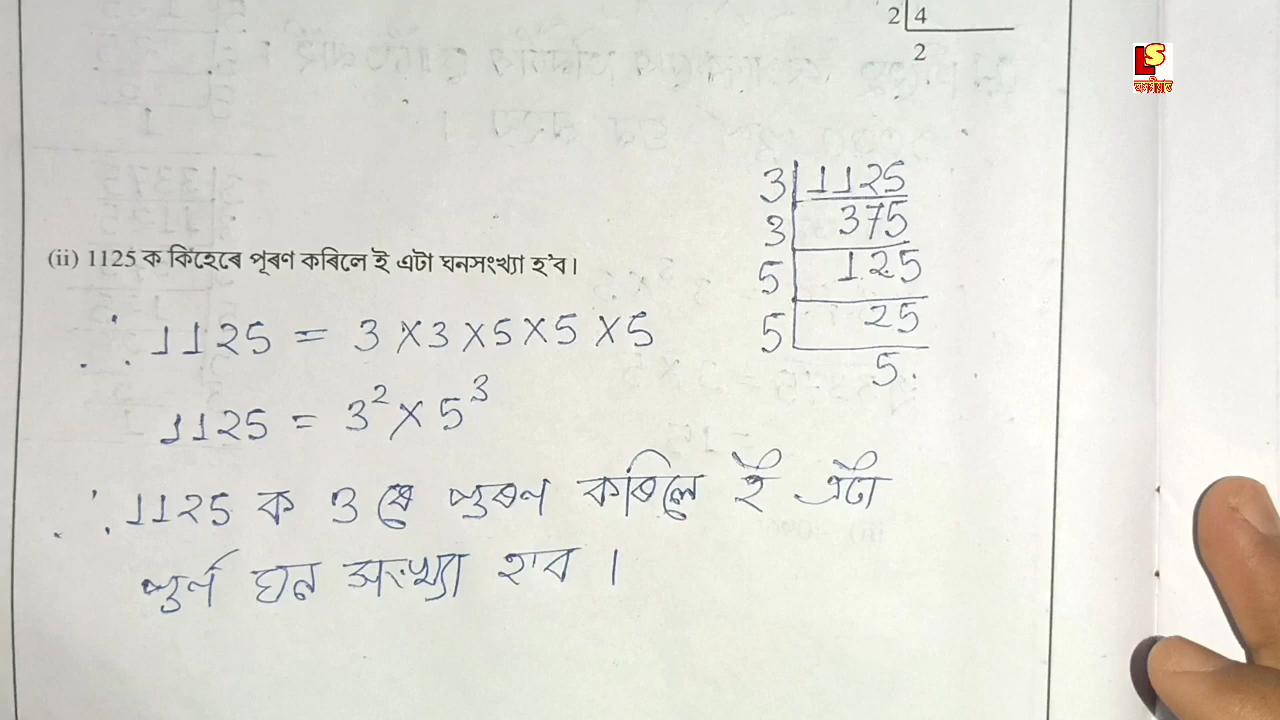 2 4
2
LS
3 1125
3 375
5 125
5 25
5.
(ii) 1125 ক কিহেৰে পূৰণ কৰিলে ই এটা ঘনসংখ্যা হ'ব।
∴ 1125 = 3 × 3 × 5 × 5 × 5
1125 = 3² × 5³
∴ 1125 ক 3 ৰে পুৰণ কৰিলে ই এটা
পুৰ্ণ ঘন সংখ্যা হ'ব ।